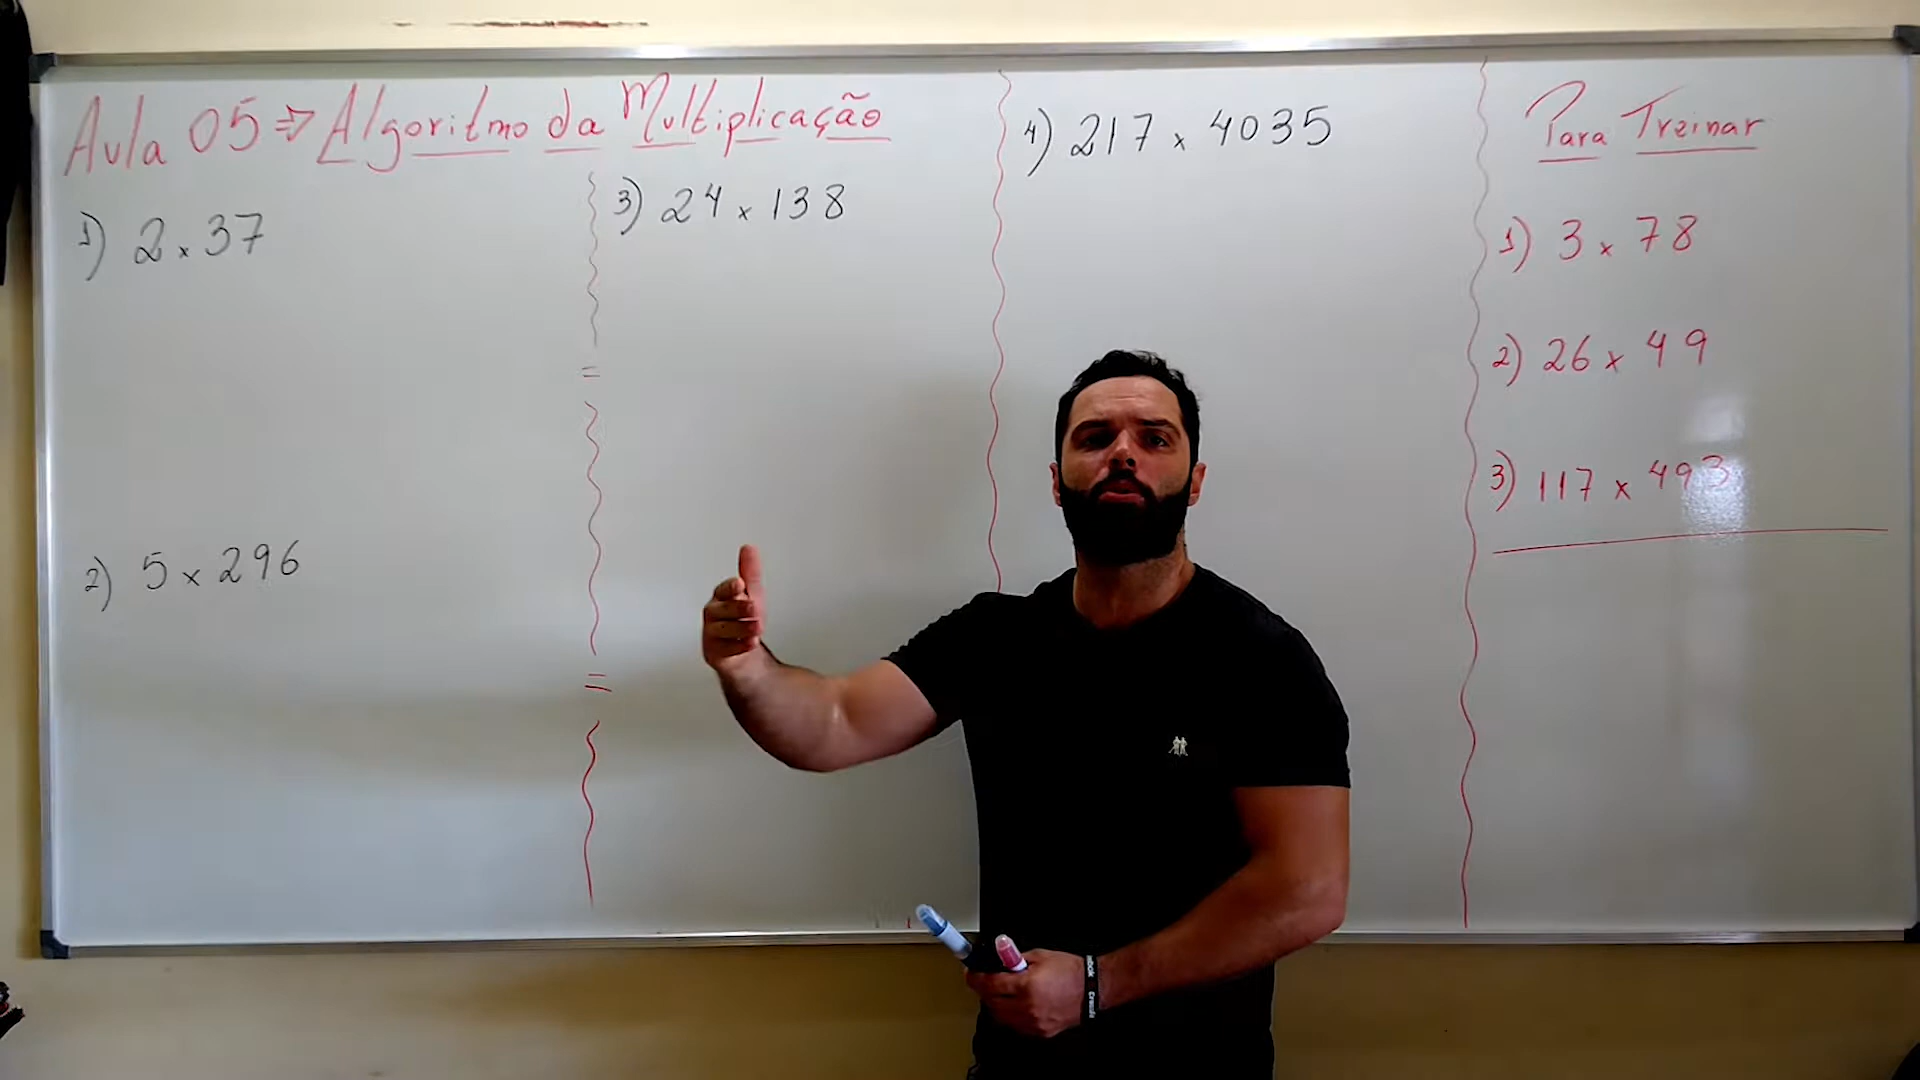 Aula 05 ⇒ Algoritmo da Multiplicação
1) 2 x 37
2) 5 x 296
3) 24 x 138
4) 217 x 4035
Para Treinar
1) 3 x 78
2) 26 x 49
3) 117 x 493